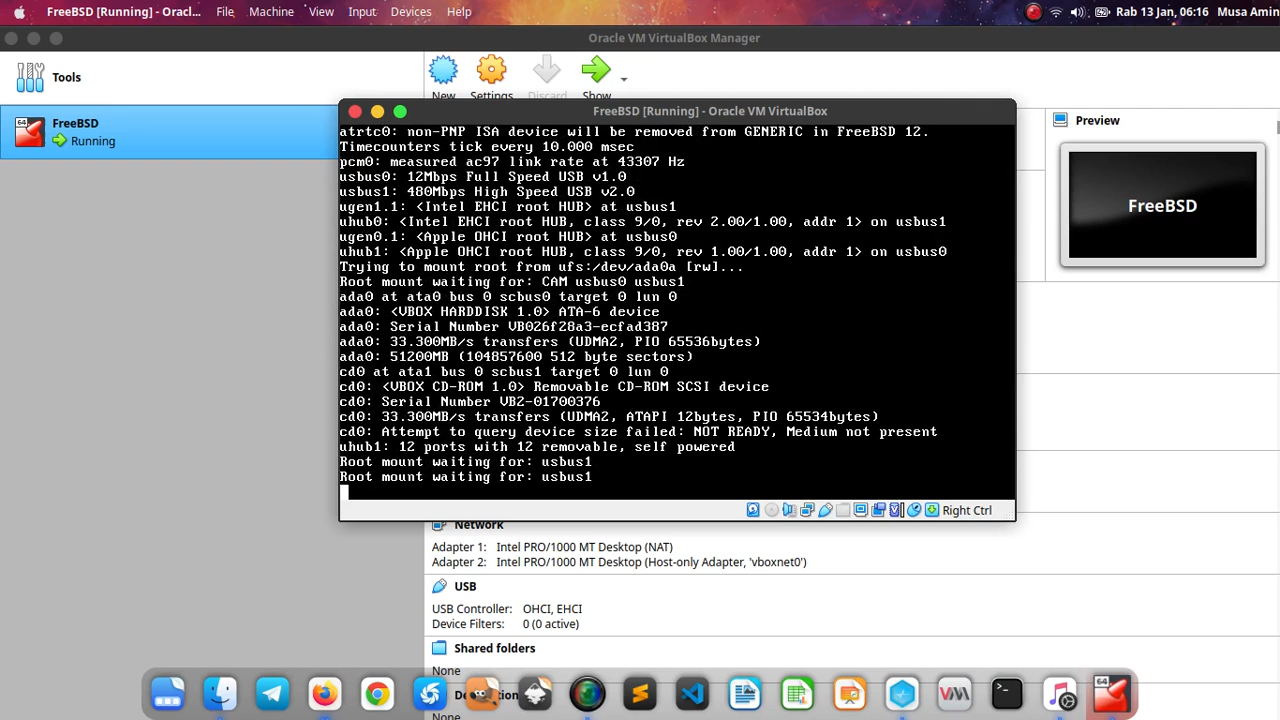 FreeBSD [Running] - Oracl... File Machine View Input Devices Help Rab 13 Jan, 06:16 Musa Amin
Oracle VM VirtualBox Manager
Tools
New Settings Discard Show
FreeBSD
Running
64
Preview
FreeBSD
FreeBSD [Running] - Oracle VM VirtualBox
atrtc0: non-PNP ISA device will be removed from GENERIC in FreeBSD 12.
Timecounters tick every 10.000 msec
pcm0: measured ac97 link rate at 43307 Hz
usbus0: 12Mbps Full Speed USB v1.0
usbus1: 480Mbps High Speed USB v2.0
ugen1.1: <Intel EHCI root HUB> at usbus1
uhub0: <Intel EHCI root HUB, class 9/0, rev 2.00/1.00, addr 1> on usbus1
ugen0.1: <Apple OHCI root HUB> at usbus0
uhub1: <Apple OHCI root HUB, class 9/0, rev 1.00/1.00, addr 1> on usbus0
Trying to mount root from ufs:/dev/ada0a [rw]...
Root mount waiting for: CAM usbus0 usbus1
ada0 at ata0 bus 0 scbus0 target 0 lun 0
ada0: <VBOX HARDDISK 1.0> ATA-6 device
ada0: Serial Number VB026f28a3-ecfad387
ada0: 33.300MB/s transfers (UDMA2, PIO 65536bytes)
ada0: 51200MB (104857600 512 byte sectors)
cd0 at ata1 bus 0 scbus1 target 0 lun 0
cd0: <VBOX CD-ROM 1.0> Removable CD-ROM SCSI device
cd0: Serial Number VB2-01700376
cd0: 33.300MB/s transfers (UDMA2, ATAPI 12bytes, PIO 65534bytes)
cd0: Attempt to query device size failed: NOT READY, Medium not present
uhub1: 12 ports with 12 removable, self powered
Root mount waiting for: usbus1
Root mount waiting for: usbus1
Right Ctrl
Network
Adapter 1: Intel PRO/1000 MT Desktop (NAT)
Adapter 2: Intel PRO/1000 MT Desktop (Host-only Adapter, 'vboxnet0')
USB
USB Controller: OHCI, EHCI
Device Filters: 0 (0 active)
Shared folders
None
64